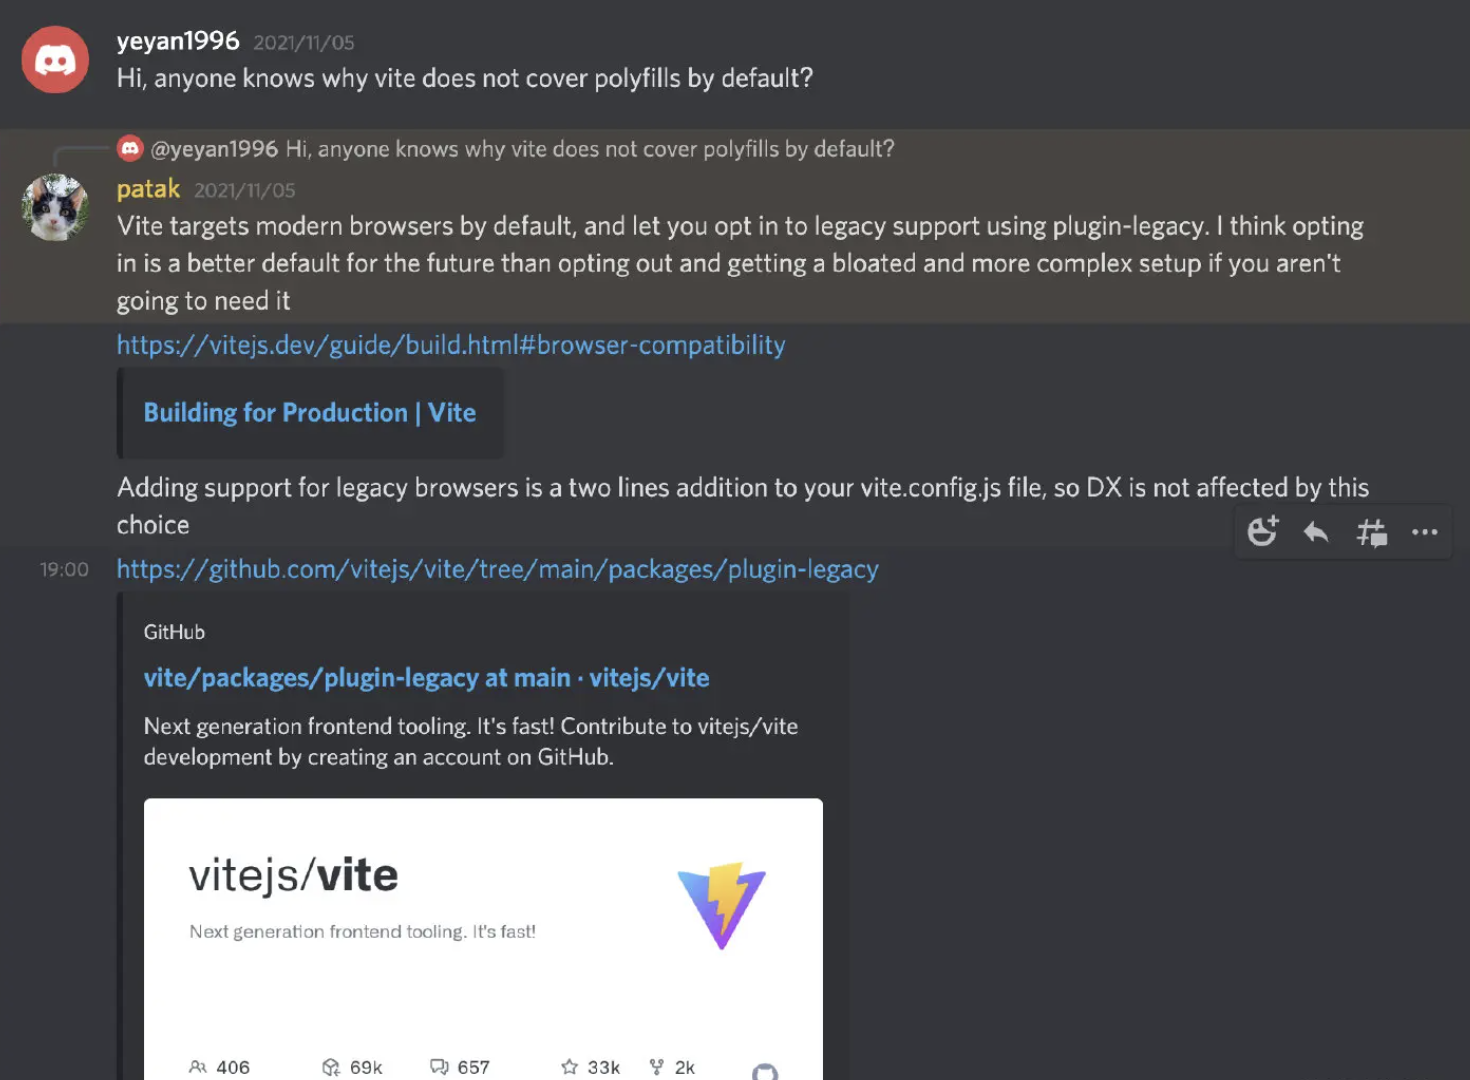 yeyan1996 2021/11/05
Hi, anyone knows why vite does not cover polyfills by default?
@yeyan1996 Hi, anyone knows why vite does not cover polyfills by default?
patak 2021/11/05
Vite targets modern browsers by default, and let you opt in to legacy support using plugin-legacy. I think opting
in is a better default for the future than opting out and getting a bloated and more complex setup if you aren't
going to need it
https://vitejs.dev/guide/build.html#browser-compatibility
Building for Production | Vite
Adding support for legacy browsers is a two lines addition to your vite.config.js file, so DX is not affected by this
choice
19:00 https://github.com/vitejs/vite/tree/main/packages/plugin-legacy
GitHub
vite/packages/plugin-legacy at main · vitejs/vite
Next generation frontend tooling. It's fast! Contribute to vitejs/vite
development by creating an account on GitHub.
vitejs/vite
Next generation frontend tooling. It's fast!
406 69k 657 33k 2k